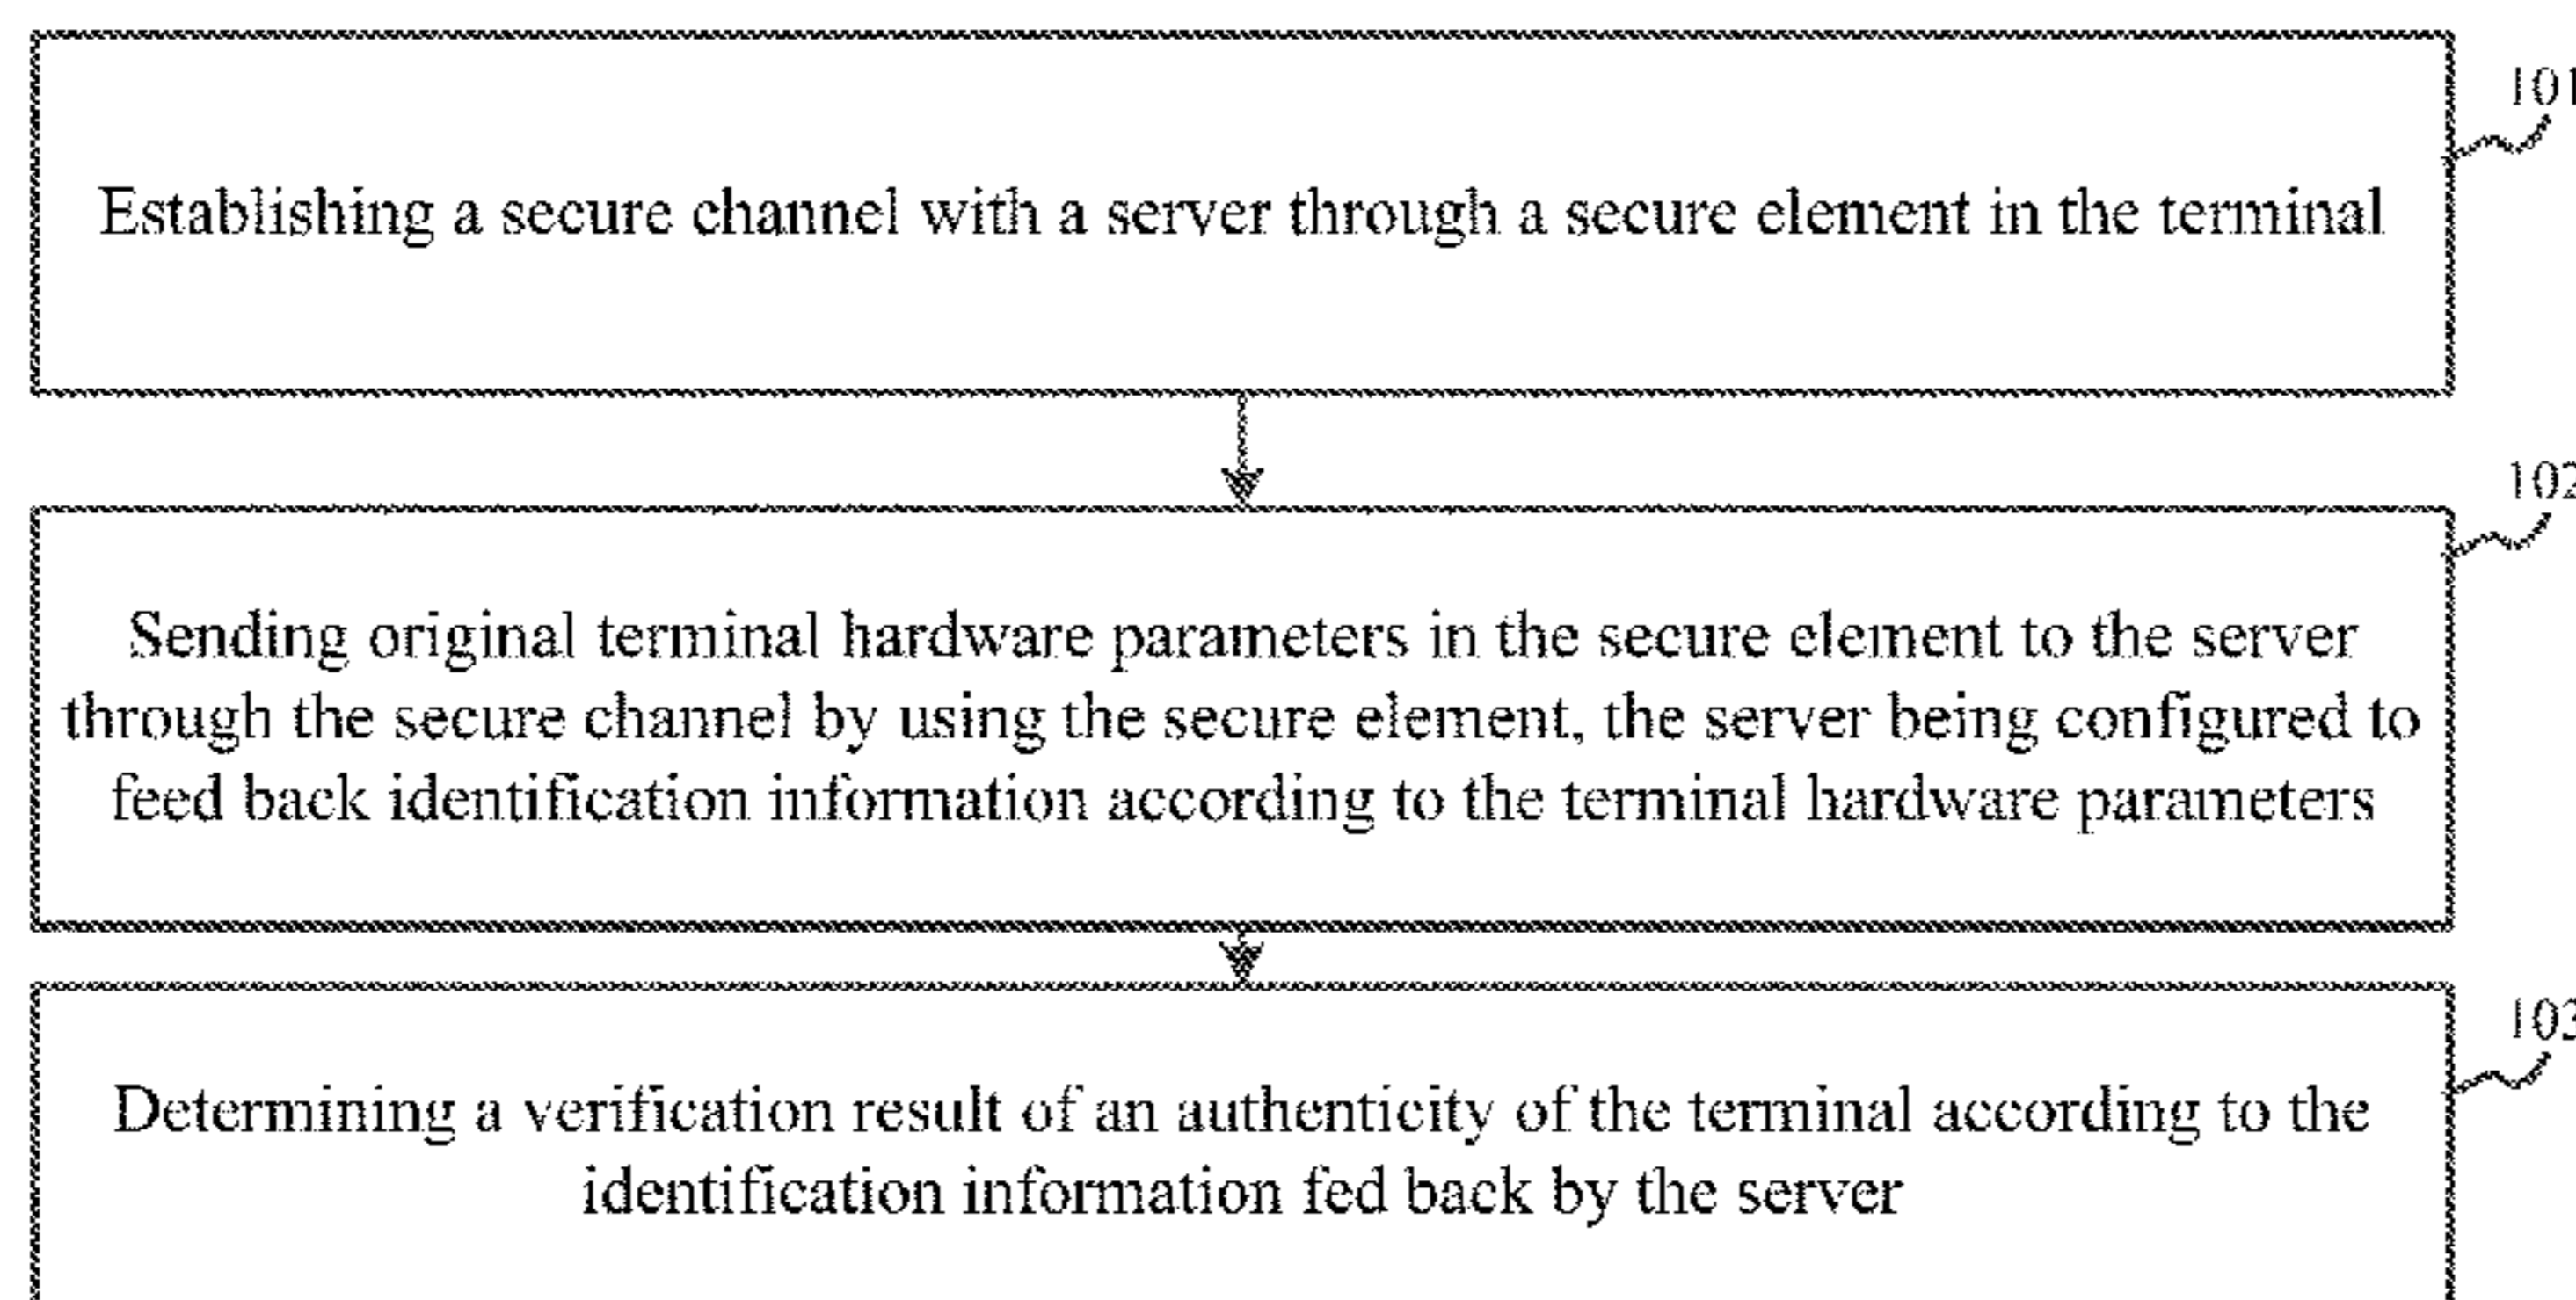 101
Establishing a secure channel with a server through a secure element in the terminal
102
Sending original terminal hardware parameters in the secure element to the server
through the secure channel by using the secure element, the server being configured to
feed back identification information according to the terminal hardware parameters
103
Determining a verification result of an authenticity of the terminal according to the
identification information fed back by the server